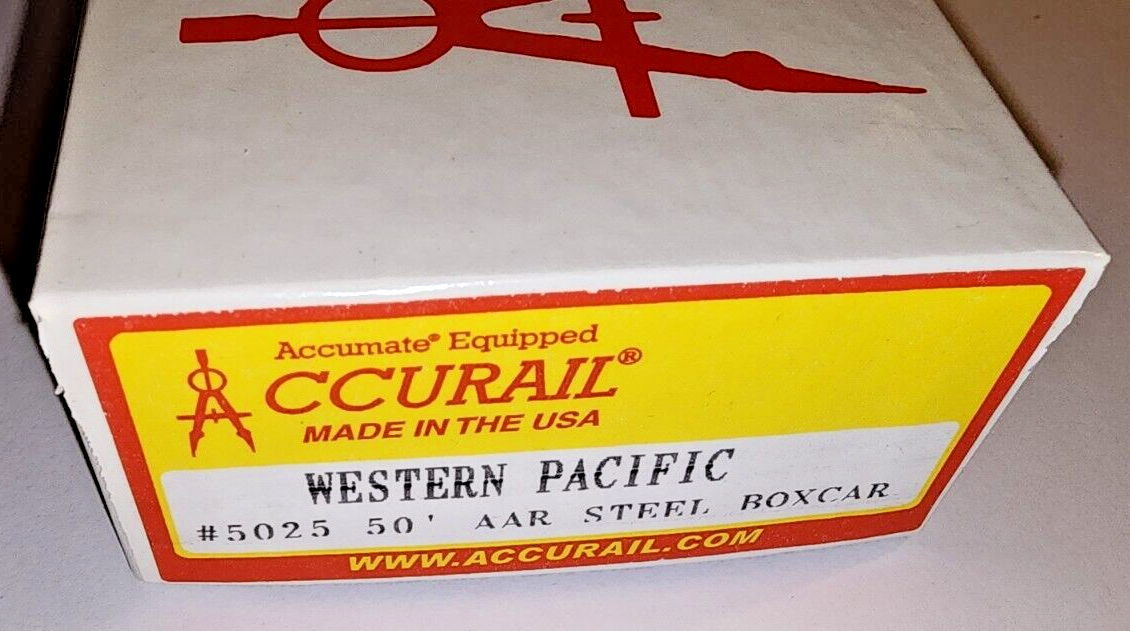 Accumate® Equipped
ACCURAIL®
MADE IN THE USA
WESTERN PACIFIC
#5025 50' AAR STEEL BOXCAR
WWW.ACCURAIL.COM